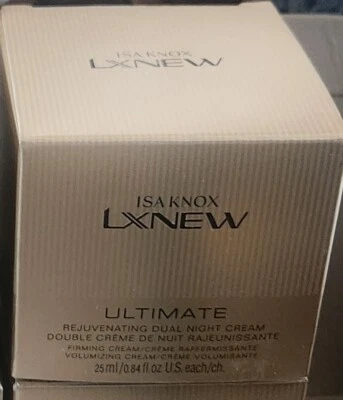 ISA KNOX
LXNEW
ISA KNOX
LXNEW
ULTIMATE
REJUVENATING DUAL NIGHT CREAM
DOUBLE CRÈME DE NUIT RAJEUNISSANTE
FIRMING CREAM/CRÈME RAFFERMISSANTE
VOLUMIZING CREAM/CRÈME VOLUMISANTE
25 ml/0.84 fl oz U.S. each/ch.